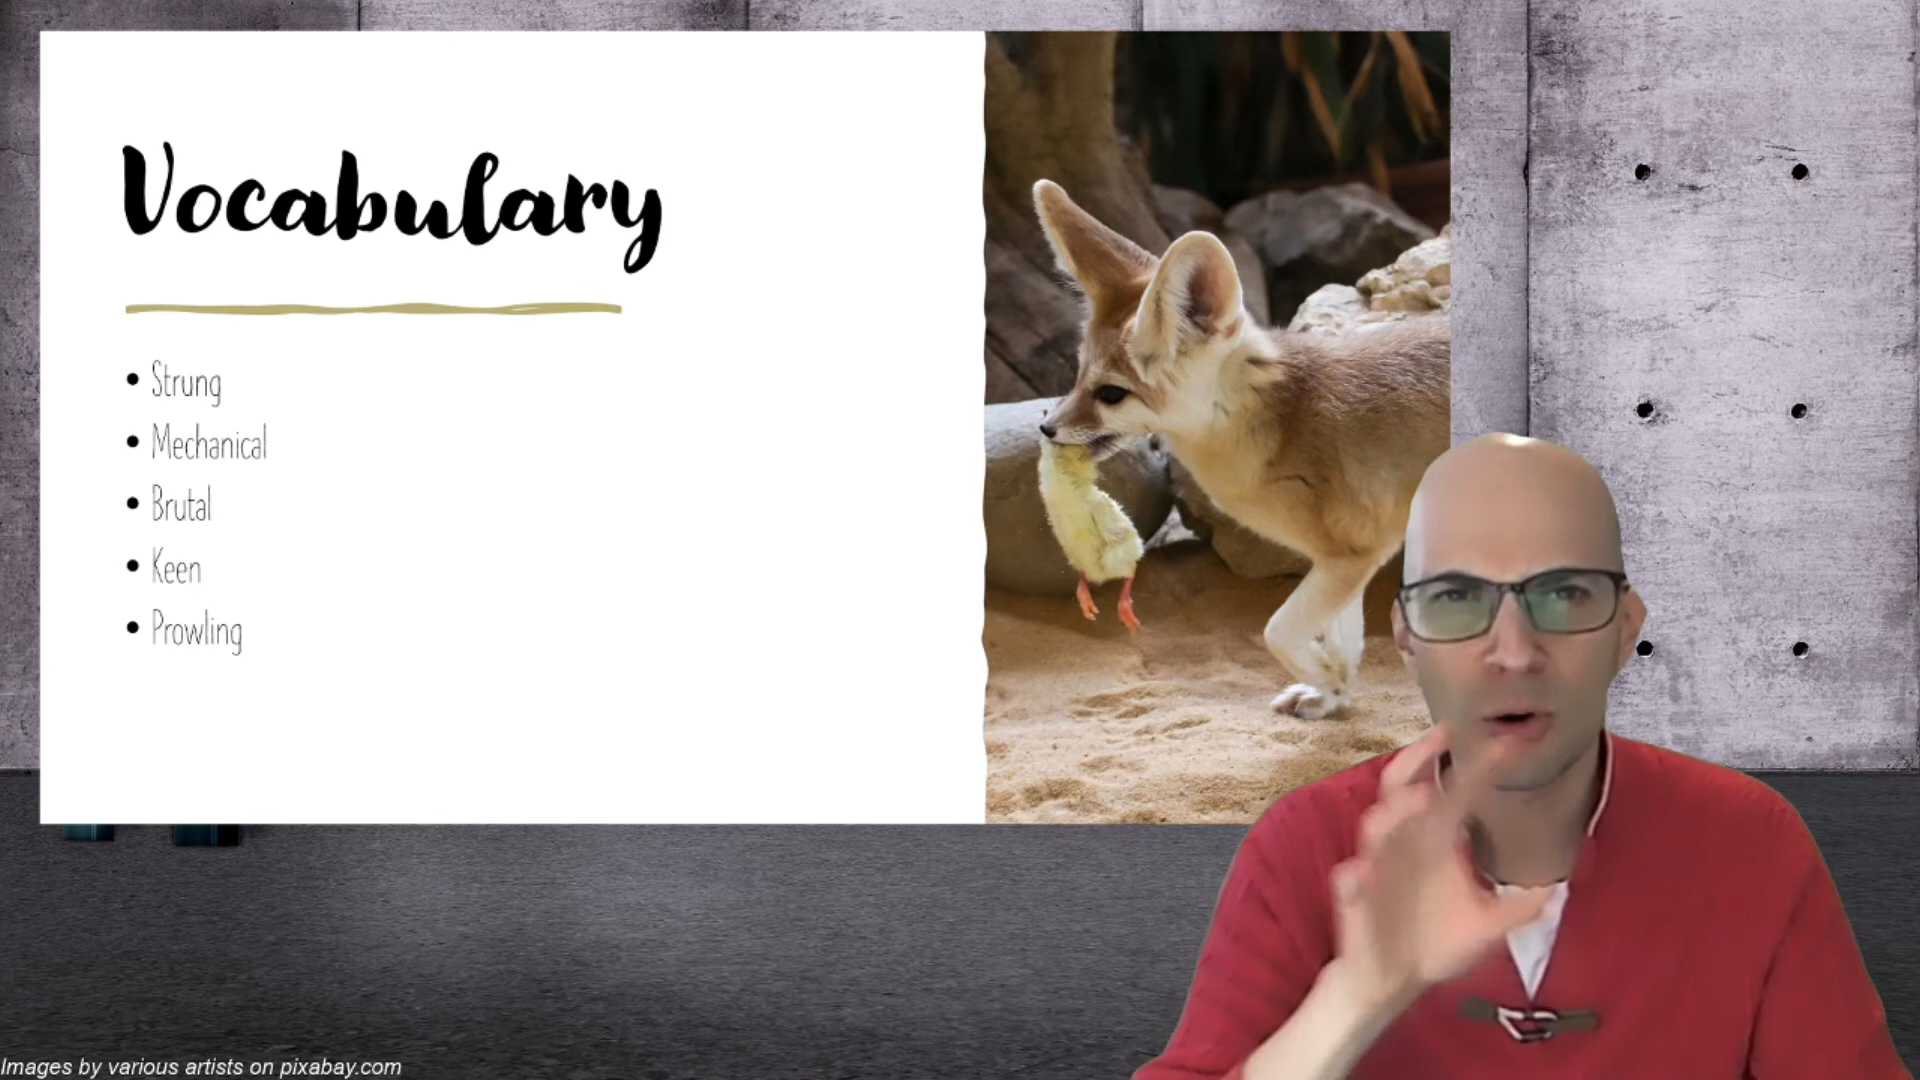 Vocabulary
• Strung
• Mechanical
• Brutal
• Keen
• Prowling
Images by various artists on pixabay.com